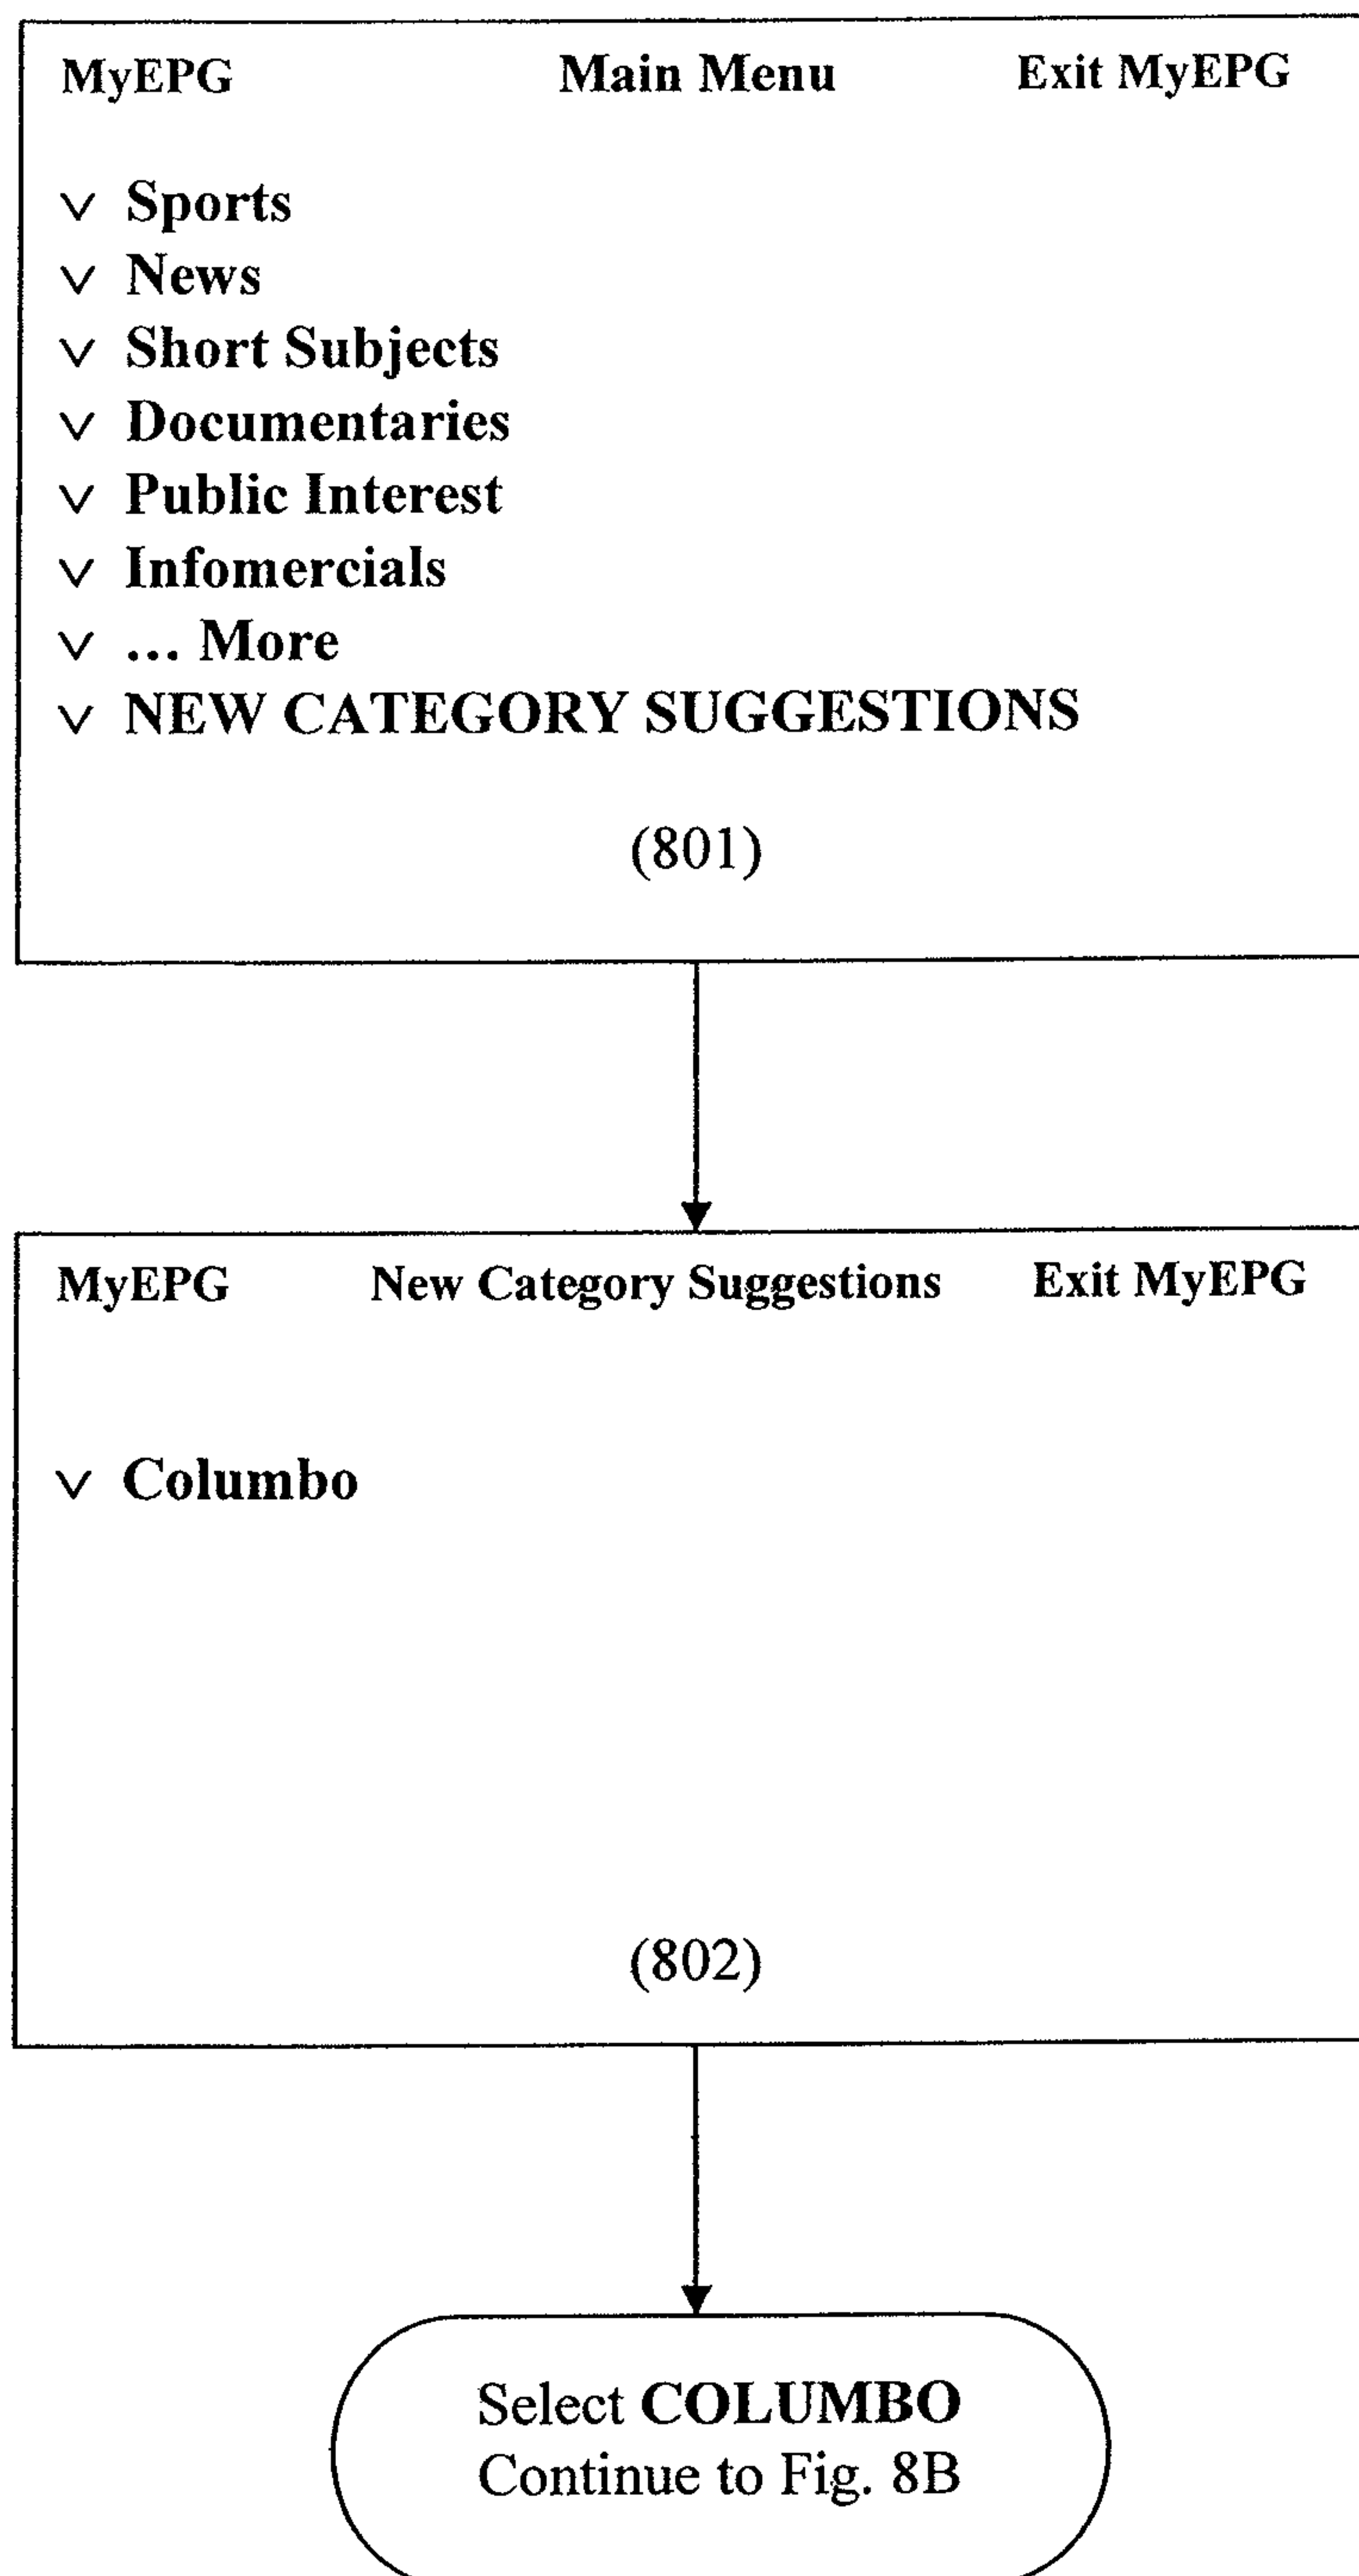 MyEPG Main Menu Exit MyEPG
∨ Sports
∨ News
∨ Short Subjects
∨ Documentaries
∨ Public Interest
∨ Infomercials
∨ ... More
∨ NEW CATEGORY SUGGESTIONS
(801)
MyEPG New Category Suggestions Exit MyEPG
∨ Columbo
(802)
Select COLUMBO
Continue to Fig. 8B